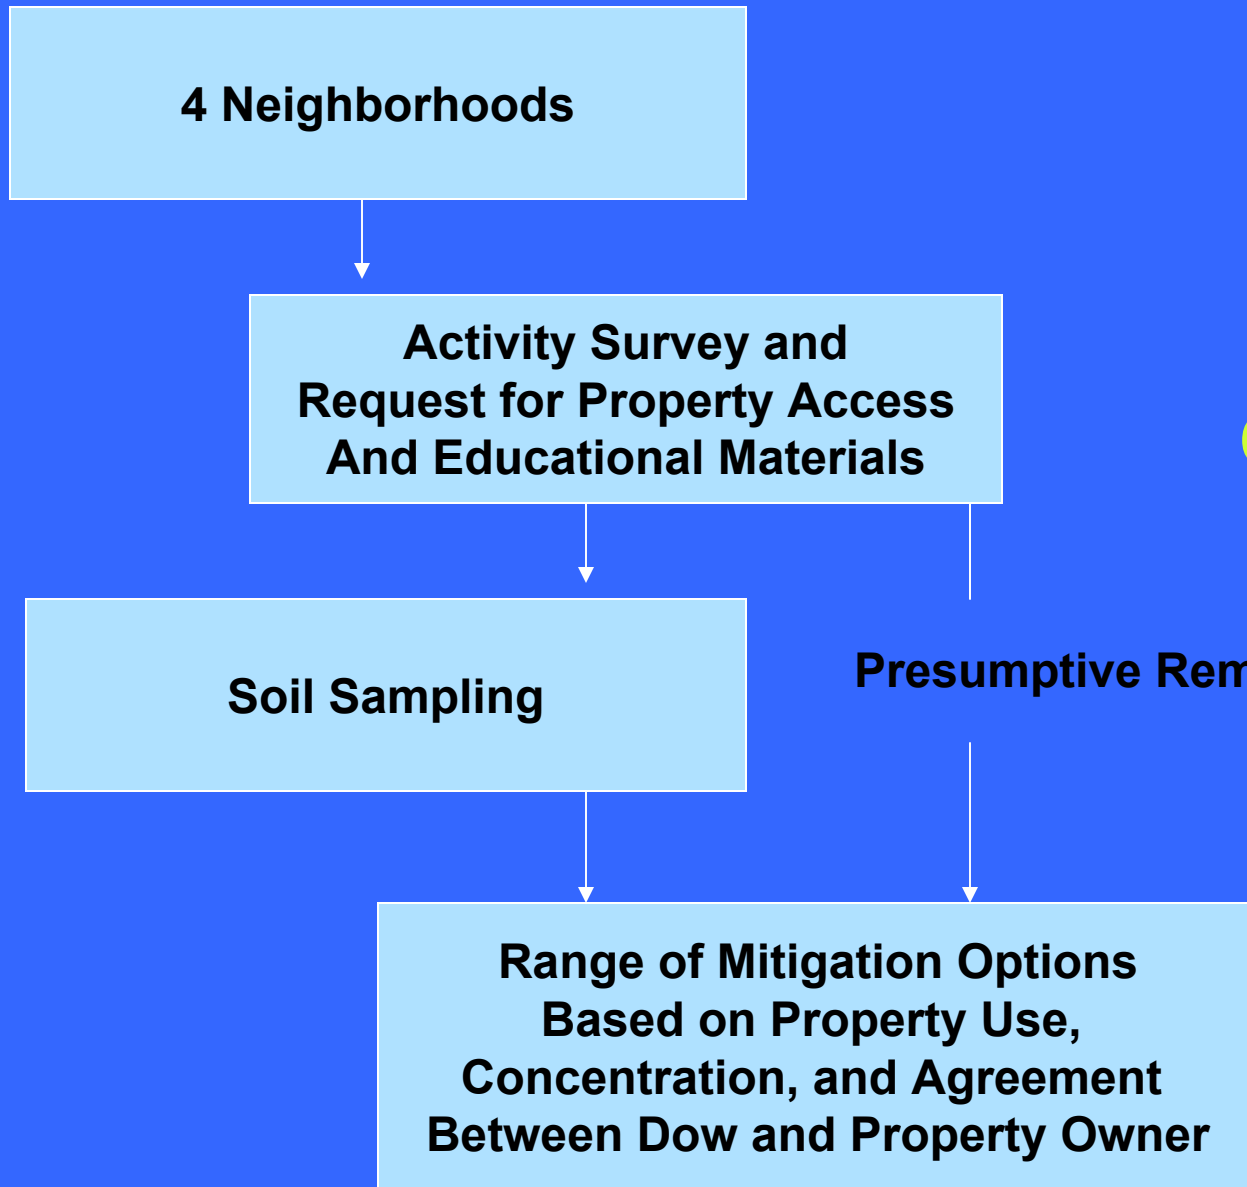 4 Neighborhoods
Activity Survey and
Request for Property Access
And Educational Materials
Soil Sampling
Presumptive Rem
Range of Mitigation Options
Based on Property Use,
Concentration, and Agreement
Between Dow and Property Owner